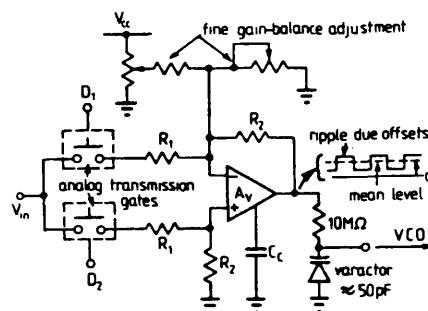 Vcc
fine gain-balance adjustment
D1
R1
R2
ripple due offsets
analog transmission
gates
Vin
Av
mean level
10MΩ
VCO
R1
D2
R2
Cc
varactor
≈50pF